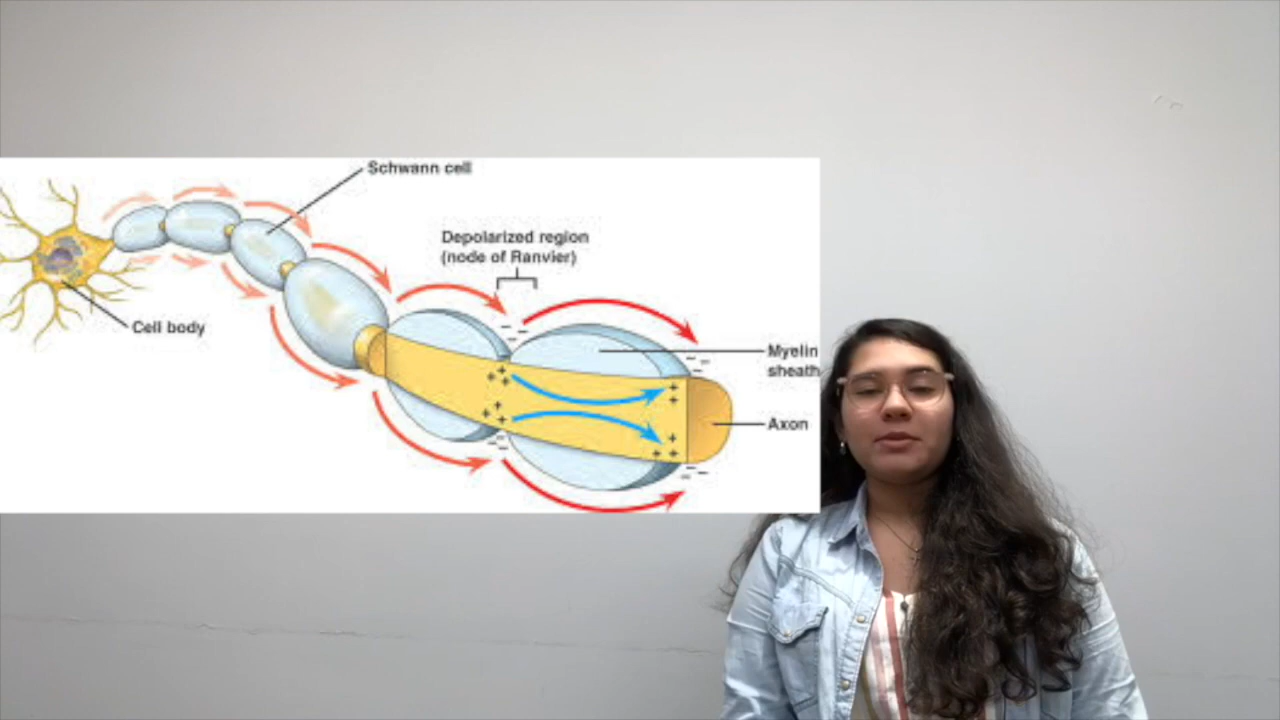 Schwann cell
Depolarized region
(node of Ranvier)
Cell body
Myelin
sheath
Axon